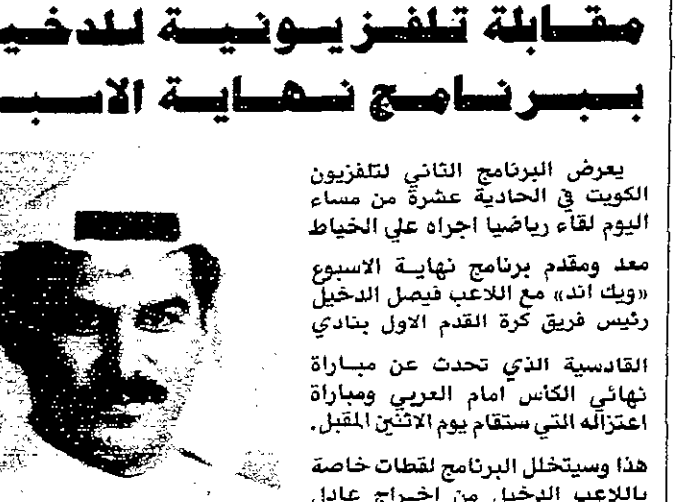 مقابلة تلفزيونية للدخيـ
ببرنامج نهاية الاسبـ
يعرض البرنامج الثاني لتلفزيون
الكويت في الحادية عشرة من مساء
اليوم لقاء رياضيا اجراه علي الخياط
معد ومقدم برنامج نهاية الاسبوع
«ويك اند» مع اللاعب فيصل الدخيل
رئيس فريق كرة القدم الاول بنادي
القادسية الذي تحدث عن مباراة
نهائي الكأس امام العربي ومباراة
اعتزاله التي ستقام يوم الاثنين المقبل.
هذا وسيتخلل البرنامج لقطات خاصة
باللاعب الدخيل من اخراج عادل